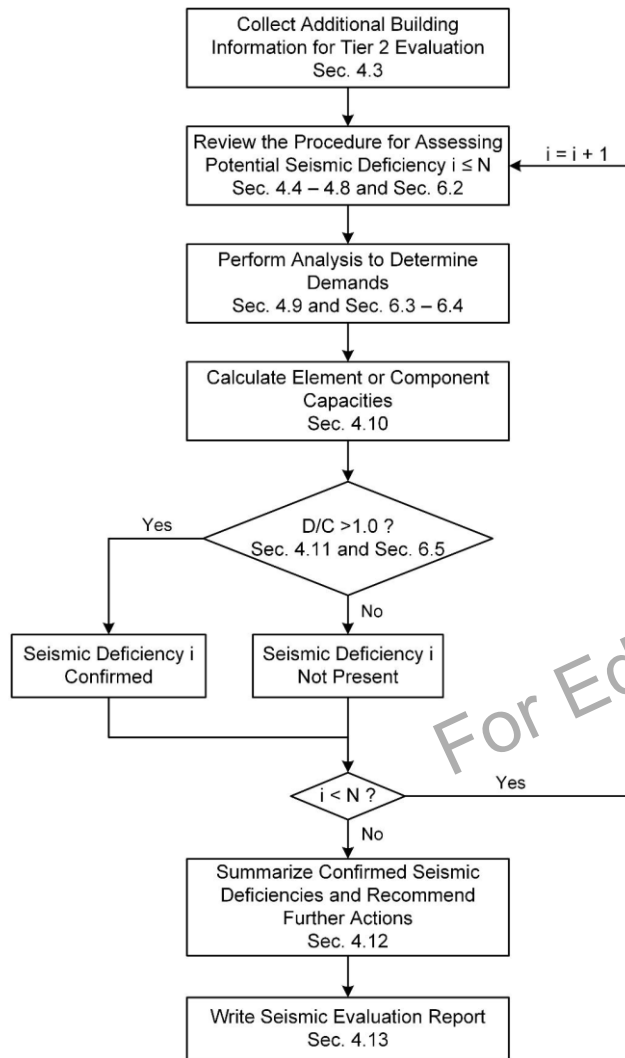 Collect Additional Building
Information for Tier 2 Evaluation
Sec. 4.3
Review the Procedure for Assessing
Potential Seismic Deficiency i ≤ N
Sec. 4.4 – 4.8 and Sec. 6.2
i = i + 1
Perform Analysis to Determine
Demands
Sec. 4.9 and Sec. 6.3 – 6.4
Calculate Element or Component
Capacities
Sec. 4.10
Yes
D/C >1.0 ?
Sec. 4.11 and Sec. 6.5
No
Seismic Deficiency i
Confirmed
Seismic Deficiency i
Not Present
For Ed
i < N ?
Yes
No
Summarize Confirmed Seismic
Deficiencies and Recommend
Further Actions
Sec. 4.12
Write Seismic Evaluation Report
Sec. 4.13